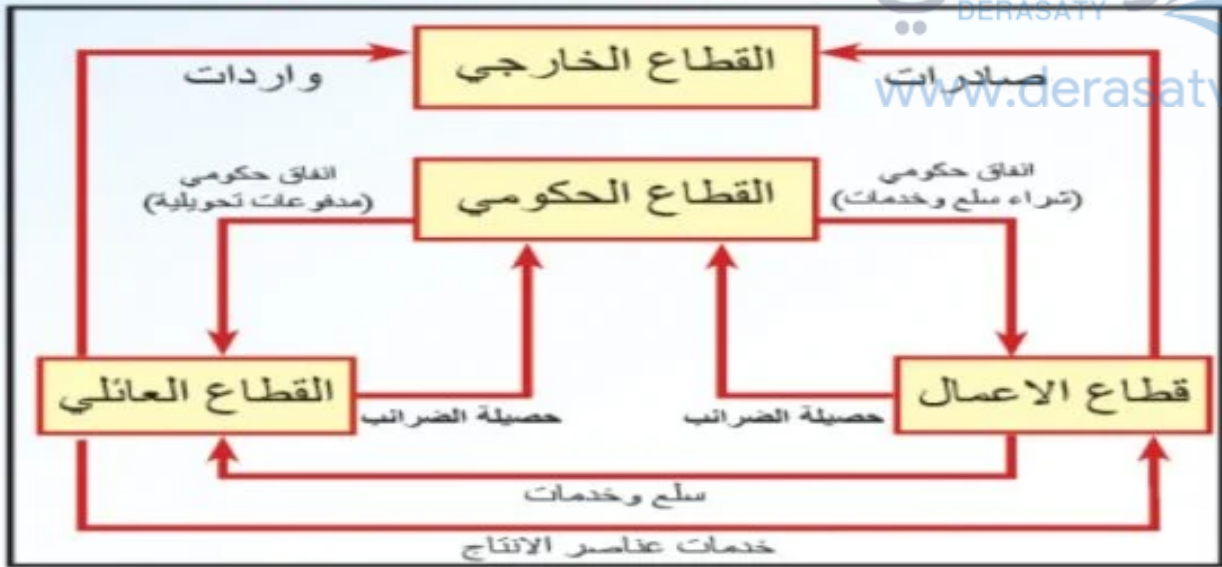 DERASATY
www.derasaty
القطاع الخارجي
صادرات
واردات
القطاع الحكومي
انفاق حكومي
(شراء سلع وخدمات)
انفاق حكومي
(مدفوعات تحويلية)
قطاع الاعمال
القطاع العائلي
حصيلة الضرائب
حصيلة الضرائب
سلع وخدمات
خدمات عناصر الانتاج